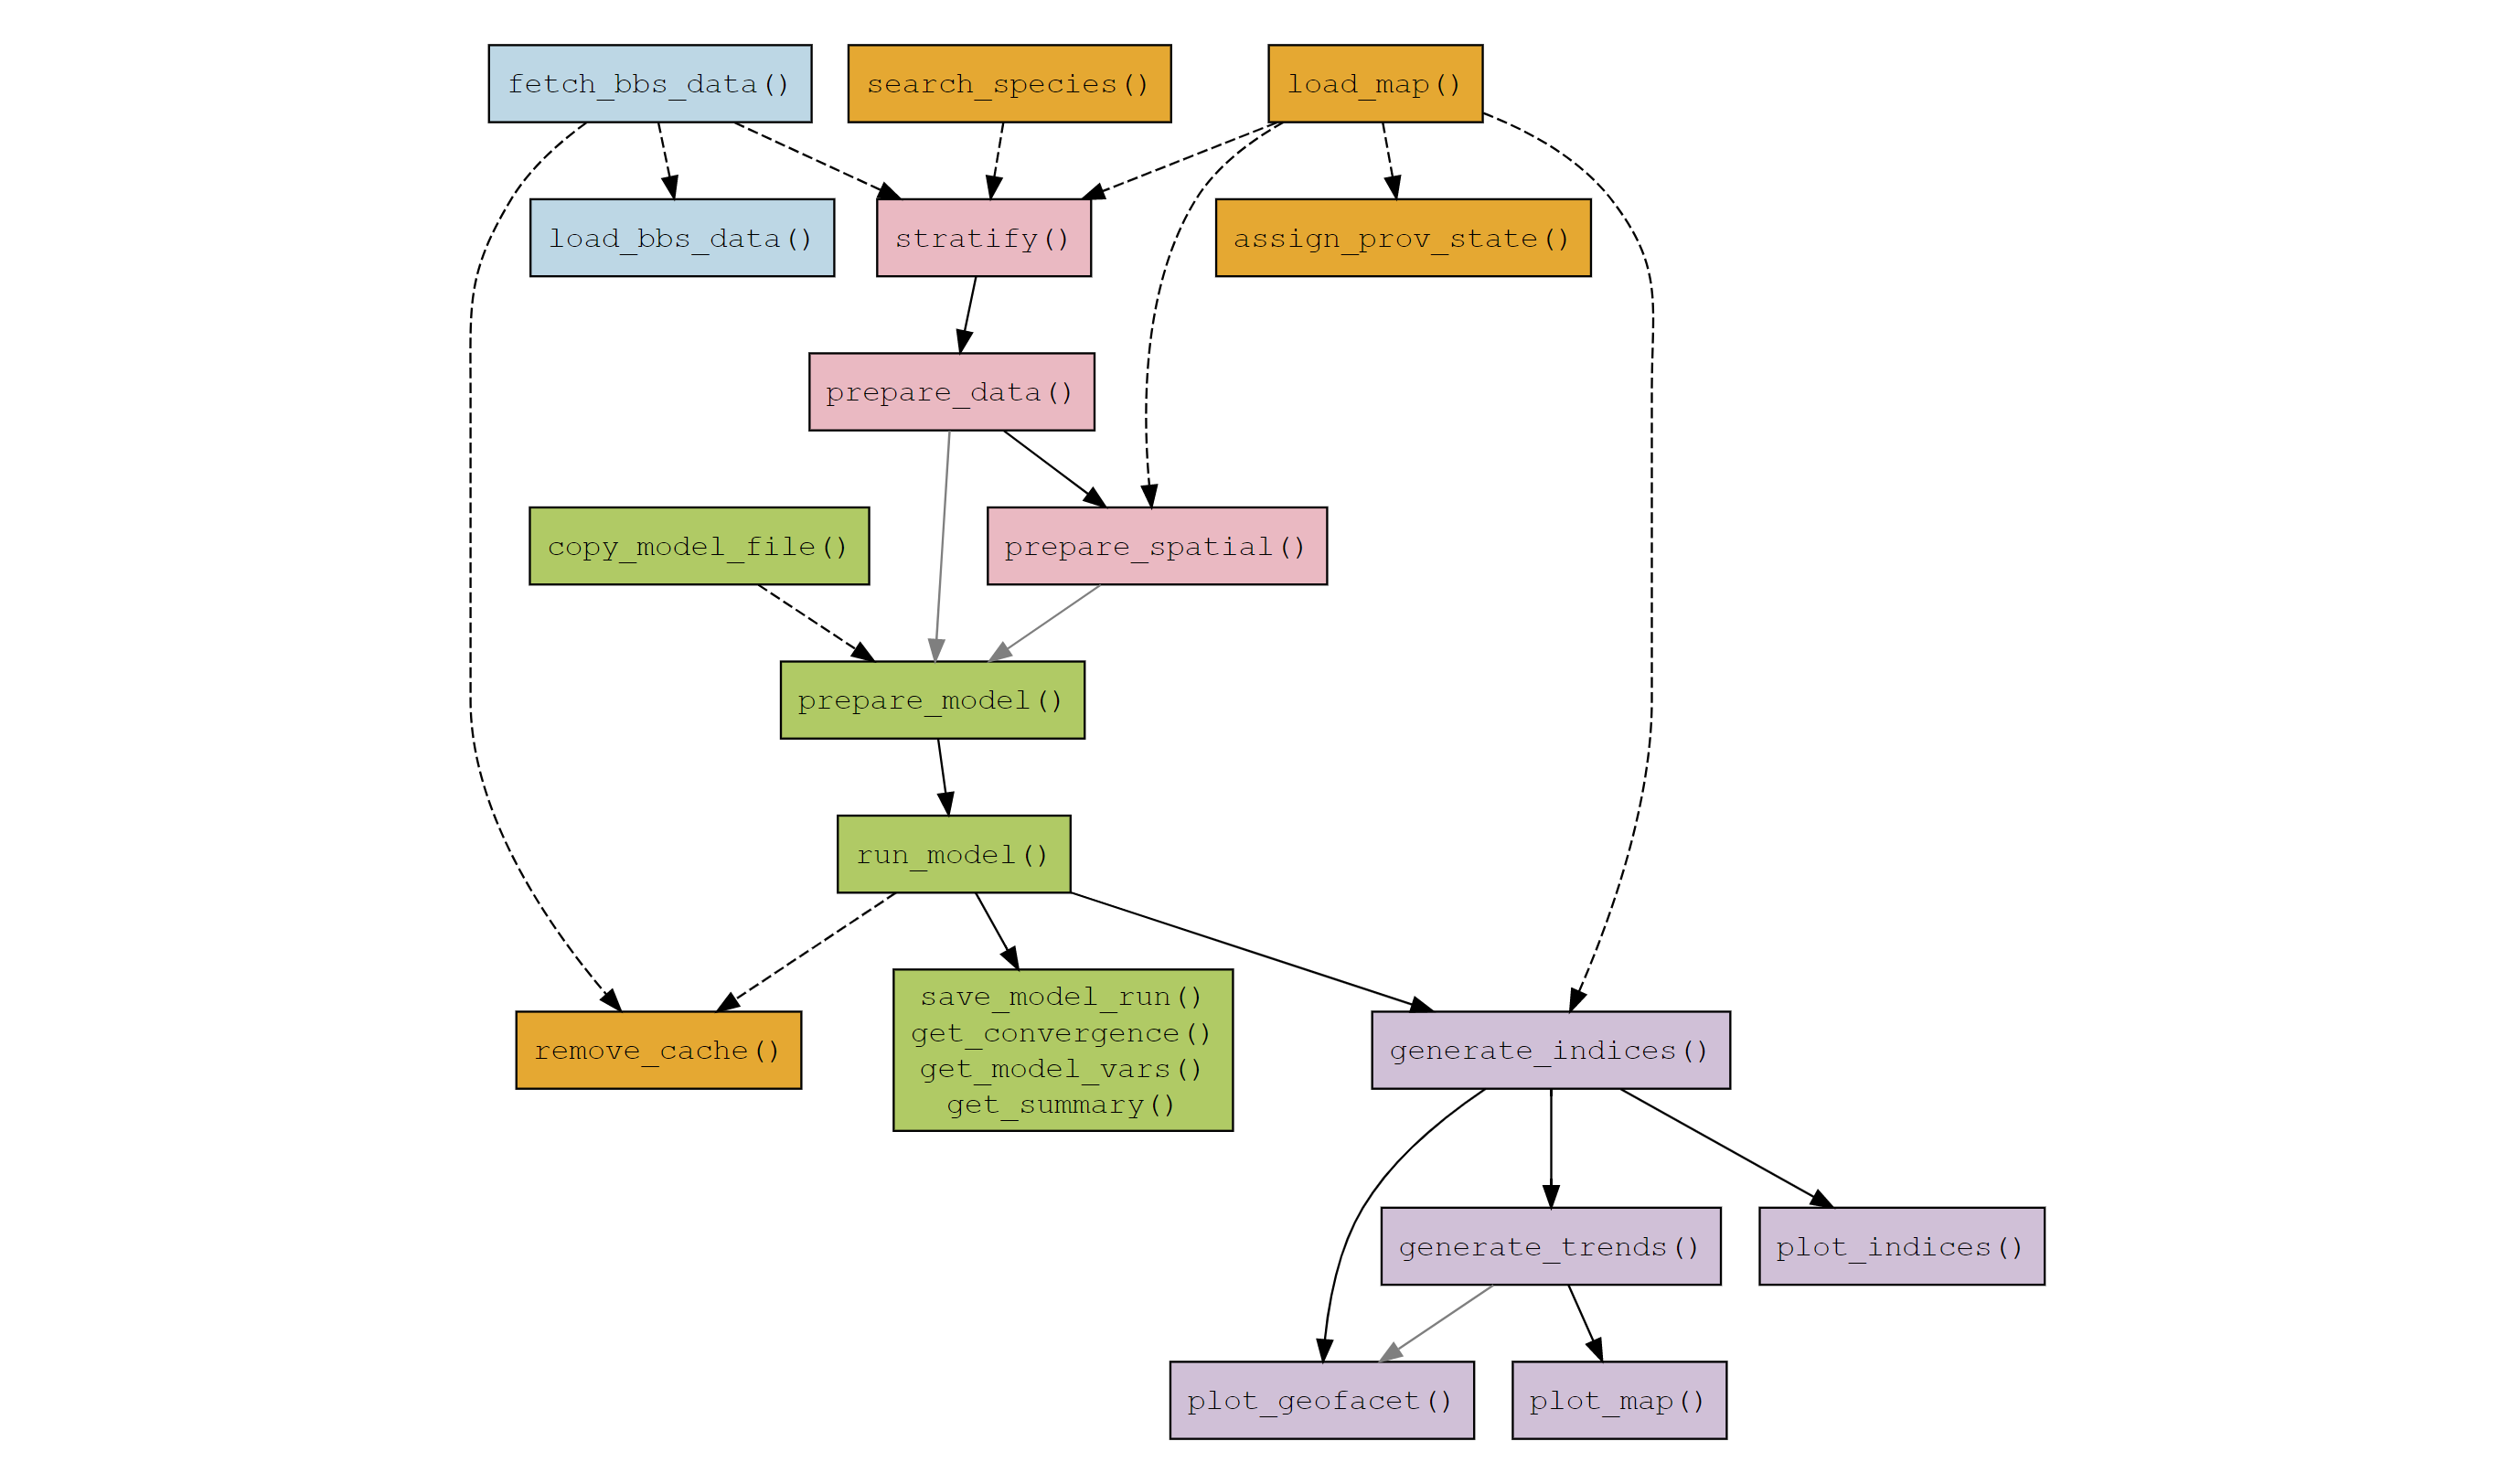 fetch_bbs_data()
search_species()
load_map()
load_bbs_data()
stratify()
assign_prov_state()
prepare_data()
copy_model_file()
prepare_spatial()
prepare_model()
run_model()
save_model_run()
get_convergence()
get_model_vars()
get_summary()
remove_cache()
generate_indices()
generate_trends()
plot_indices()
plot_geofacet()
plot_map()